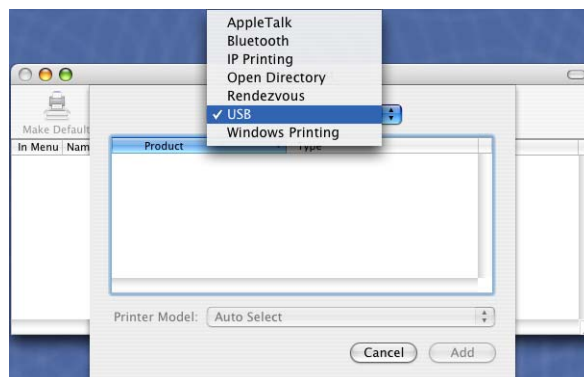 AppleTalk
Bluetooth
IP Printing
Open Directory
Rendezvous
✓ USB
Windows Printing
Make Default
In Menu Nam
Product Type
Printer Model: Auto Select
Cancel Add